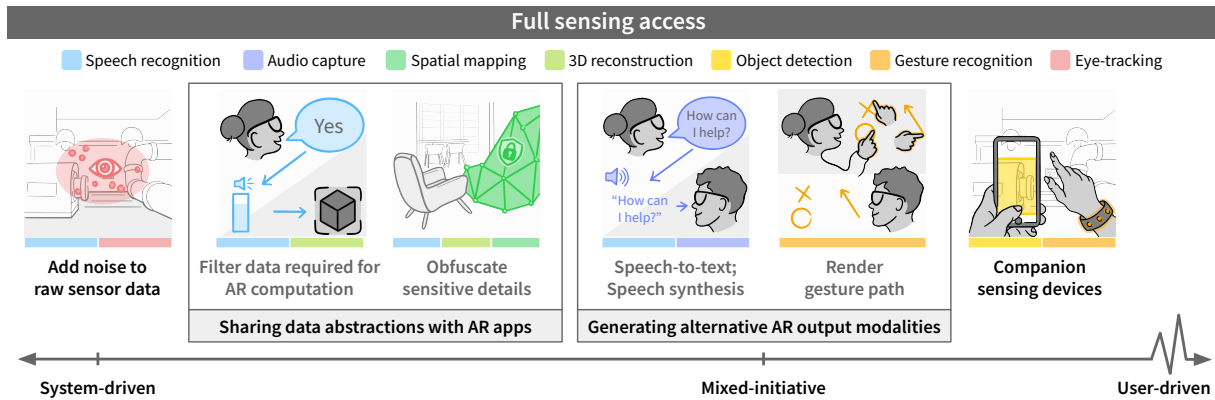 Full sensing access
Speech recognition
Audio capture
Spatial mapping
3D reconstruction
Object detection
Gesture recognition
Eye-tracking
Yes
How can
I help?
“How can
I help?”
Add noise to
raw sensor data
Filter data required for
AR computation
Obfuscate
sensitive details
Speech-to-text;
Speech synthesis
Render
gesture path
Companion
sensing devices
Sharing data abstractions with AR apps
Generating alternative AR output modalities
System-driven
Mixed-initiative
User-driven